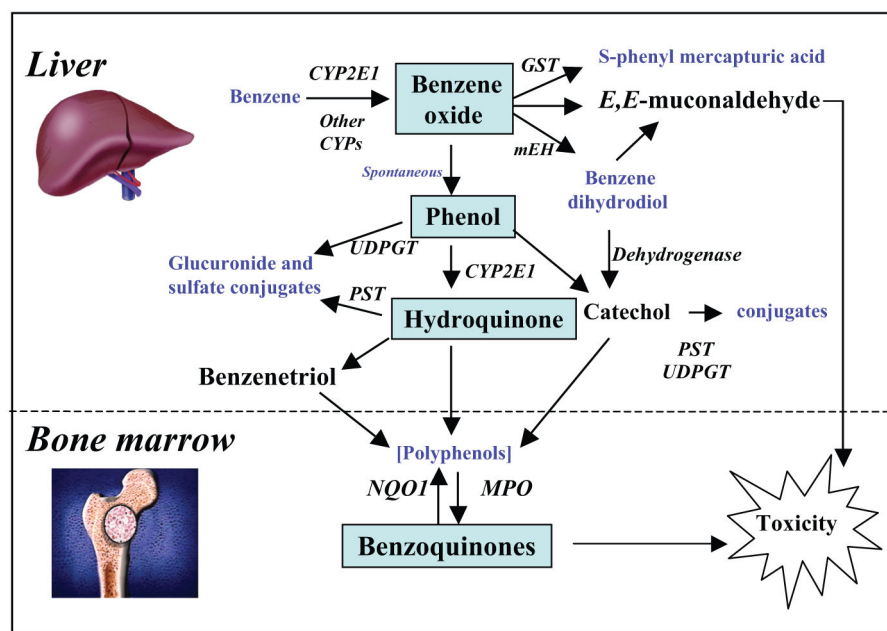 Liver
CYP2E1
Benzene
Other
CYPs
Benzene
oxide
GST
S-phenyl mercapturic acid
E,E-muconaldehyde
mEH
Spontaneous
Benzene
dihydrodiol
Phenol
UDPGT
Glucuronide and
sulfate conjugates
CYP2E1
Dehydrogenase
PST
Hydroquinone
Catechol
conjugates
PST
UDPGT
Benzenetriol
Bone marrow
[Polyphenols]
NQO1
MPO
Benzoquinones
Toxicity